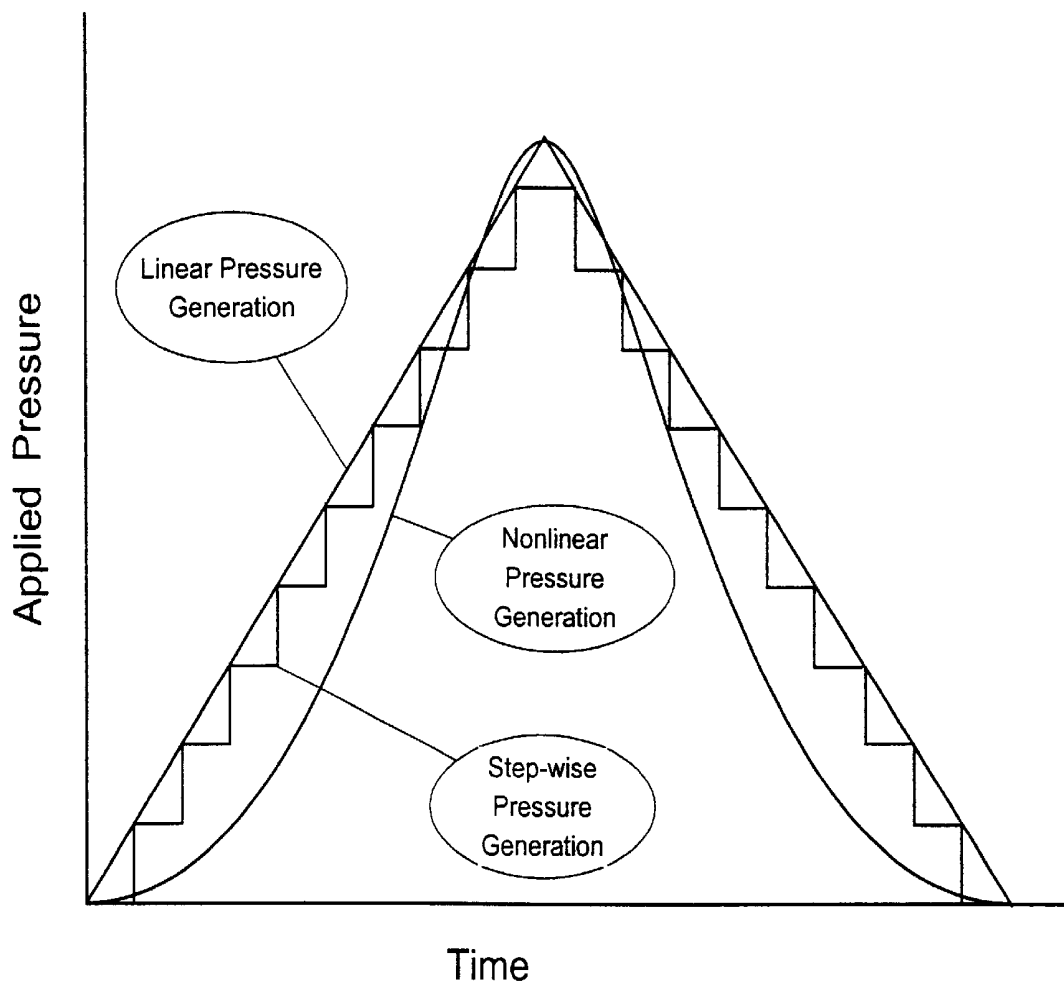 Linear Pressure
Generation
Applied Pressure
Nonlinear
Pressure
Generation
Step-wise
Pressure
Generation
Time